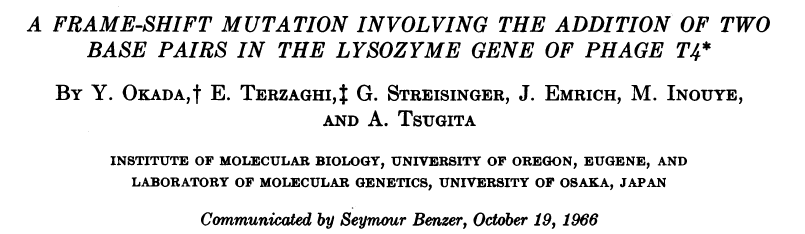 A FRAME-SHIFT MUTATION INVOLVING THE ADDITION OF TWO
BASE PAIRS IN THE LYSOZYME GENE OF PHAGE T4*
BY Y. OKADA,† E. TERZAGHI,‡ G. STREISINGER, J. EMRICH, M. INOUYE,
AND A. TSUGITA
INSTITUTE OF MOLECULAR BIOLOGY, UNIVERSITY OF OREGON, EUGENE, AND
LABORATORY OF MOLECULAR GENETICS, UNIVERSITY OF OSAKA, JAPAN
Communicated by Seymour Benzer, October 19, 1966